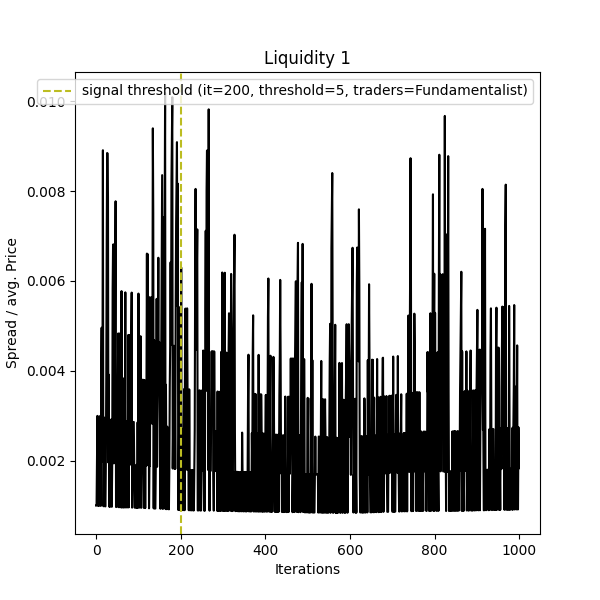 Liquidity 1
signal threshold (it=200, threshold=5, traders=Fundamentalist)
0.010
0.008
0.006
0.004
0.002
Spread / avg. Price
0 200 400 600 800 1000
Iterations